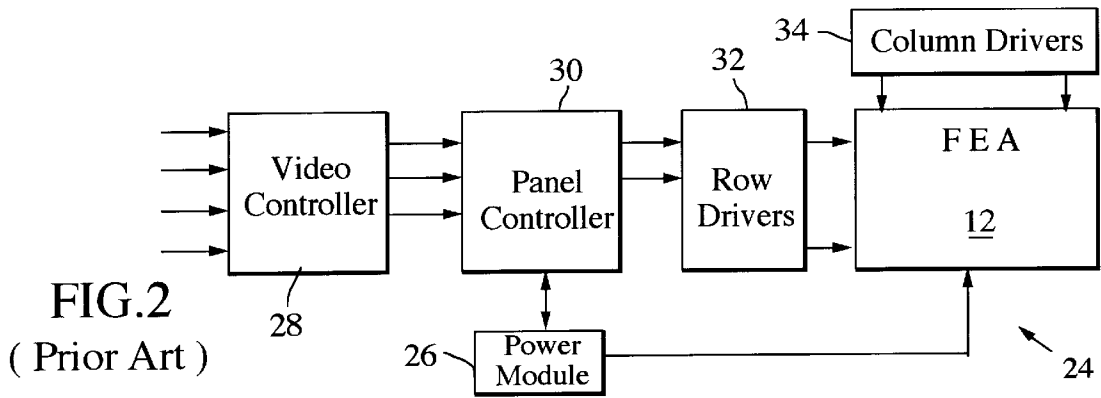 34
Column Drivers
30
32
Video
Controller
28
Panel
Controller
Row
Drivers
F E A
12
FIG.2
( Prior Art )
26
Power
Module
24